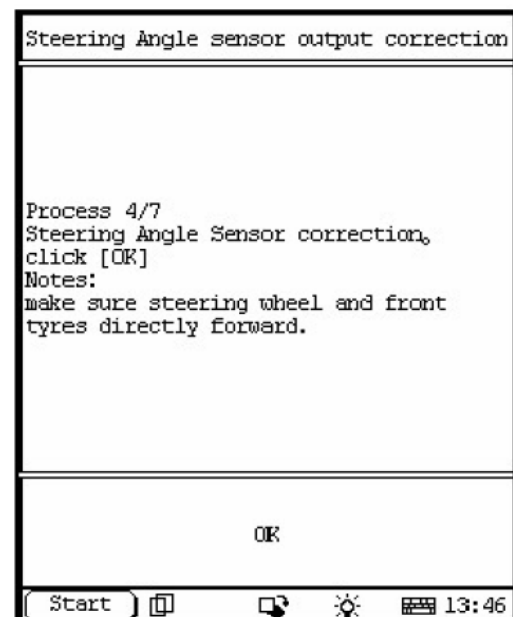 Steering Angle sensor output correction
Process 4/7
Steering Angle Sensor correction。
click [OK]
Notes:
make sure steering wheel and front
tyres directly forward.
OK
Start 13:46